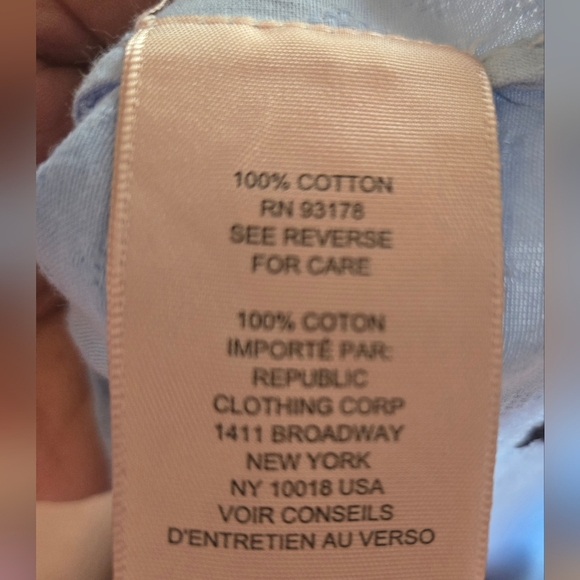 100% COTTON
RN 93178
SEE REVERSE
FOR CARE
100% COTON
IMPORTÉ PAR:
REPUBLIC
CLOTHING CORP
1411 BROADWAY
NEW YORK
NY 10018 USA
VOIR CONSEILS
D'ENTRETIEN AU VERSO